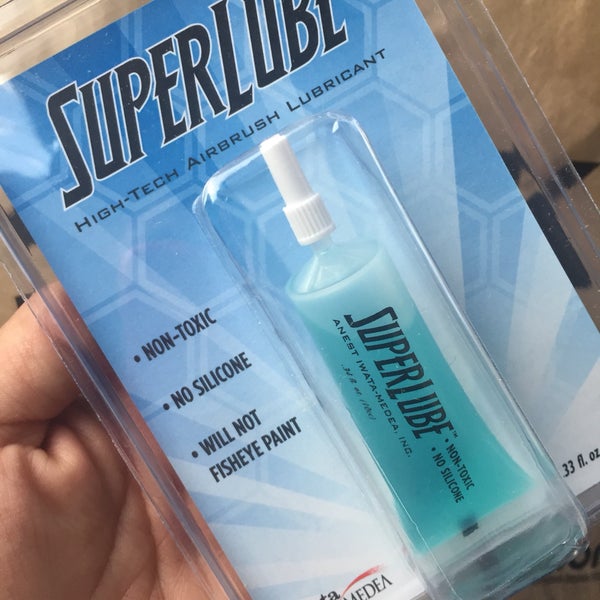 SUPERLUBE
HIGH-TECH AIRBRUSH LUBRICANT
• NON-TOXIC
• NO SILICONE
• WILL NOT
FISHEYE PAINT
SUPERLUBE™
ANEST IWATA-MEDEA, INC.
• NON-TOXIC
• NO SILICONE
.33 fl. oz
MEDEA